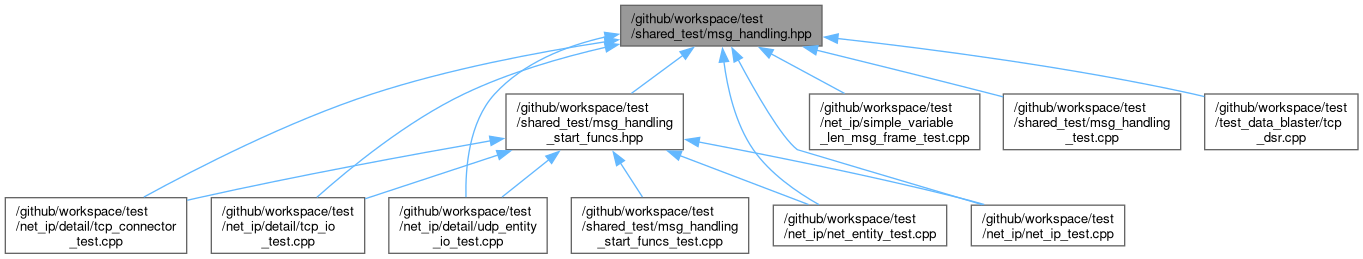 /github/workspace/test
/shared_test/msg_handling.hpp
/github/workspace/test
/shared_test/msg_handling
_start_funcs.hpp
/github/workspace/test
/net_ip/simple_variable
_len_msg_frame_test.cpp
/github/workspace/test
/shared_test/msg_handling
_test.cpp
/github/workspace/test
/test_data_blaster/tcp
_dsr.cpp
/github/workspace/test
/net_ip/detail/tcp_connector
_test.cpp
/github/workspace/test
/net_ip/detail/tcp_io
_test.cpp
/github/workspace/test
/net_ip/detail/udp_entity
_io_test.cpp
/github/workspace/test
/shared_test/msg_handling
_start_funcs_test.cpp
/github/workspace/test
/net_ip/net_entity_test.cpp
/github/workspace/test
/net_ip/net_ip_test.cpp